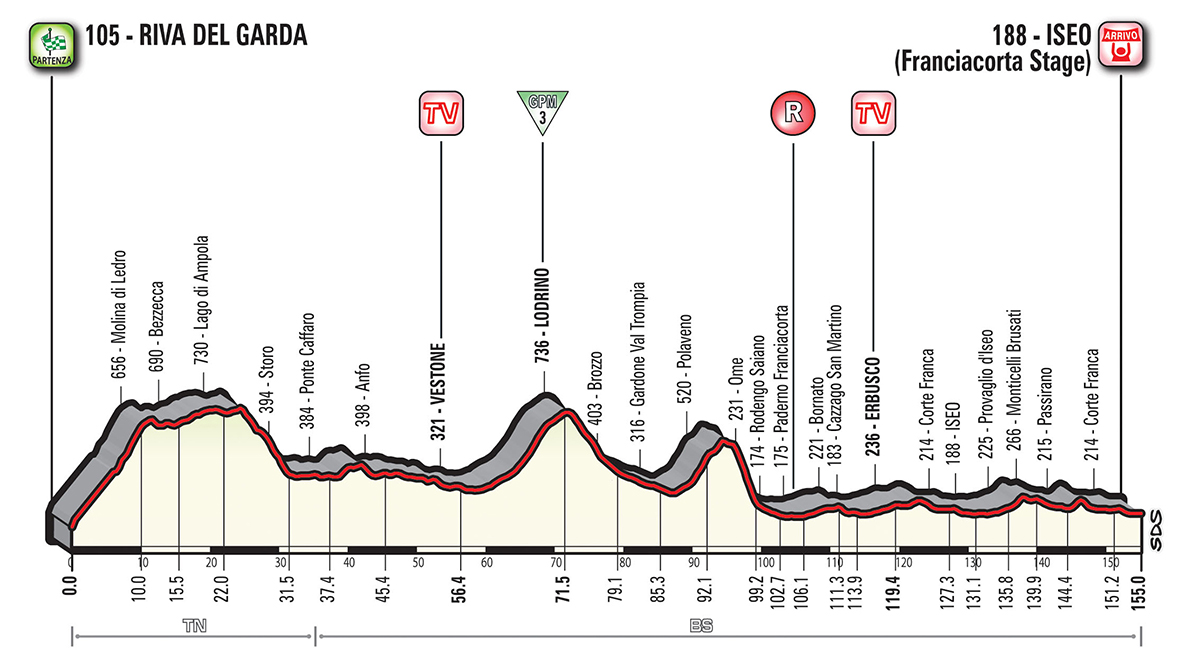 105 - RIVA DEL GARDA
PARTENZA
188 - ISEO
(Franciacorta Stage)
ARRIVO
TV
GPM
3
R
TV
656 - Molina di Ledro
690 - Bezzecca
730 - Lago di Ampola
394 - Storo
384 - Ponte Caffaro
398 - Anfo
321 - VESTONE
736 - LODRINO
403 - Brozzo
316 - Gardone Val Trompia
520 - Polaveno
231 - Ome
174 - Rodengo Saiano
175 - Paderno Franciacorta
221 - Bornato
183 - Cazzago San Martino
236 - ERBUSCO
214 - Corte Franca
188 - ISEO
225 - Provaglio d'Iseo
266 - Monticelli Brusati
215 - Passirano
214 - Corte Franca
SDS
0 10 20 30 40 50 60 70 80 90 100 110 120 130 140 150
0.0
10.0
15.5
22.0
31.5
37.4
45.4
56.4
71.5
79.1
85.3
92.1
99.2
102.7
106.1
111.3
113.9
119.4
127.3
131.1
135.8
139.9
144.4
151.2
155.0
TN
BS